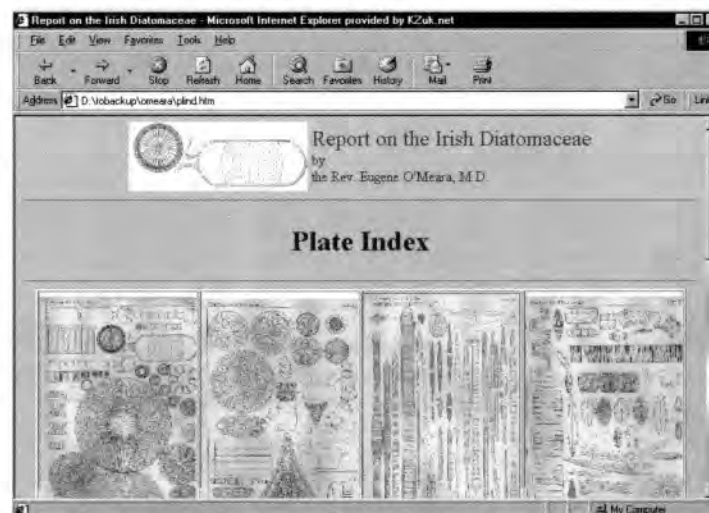 Report on the Irish Diatomaceae - Microsoft Internet Explorer provided by KZuk.net
File Edit View Favorites Tools Help
Back Forward Stop Refresh Home Search Favorites History Mail Print
Address D:\tobackup\omeara\plind.htm Go Link
Report on the Irish Diatomaceae
by
the Rev. Eugene O'Meara, M.D.
Plate Index
My Computer